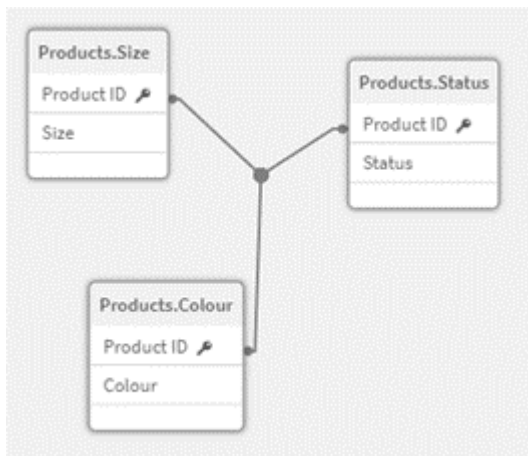 Products.Size
Product ID
Size
Products.Status
Product ID
Status
Products.Colour
Product ID
Colour